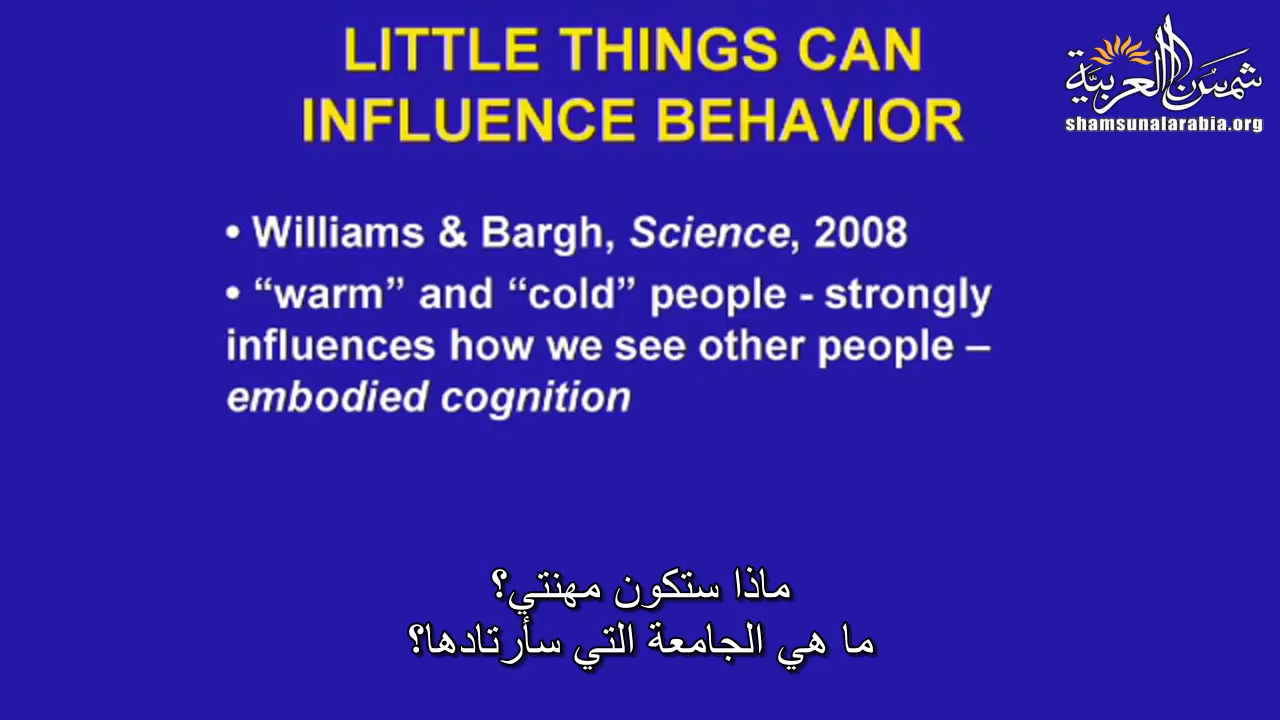 LITTLE THINGS CAN
INFLUENCE BEHAVIOR
شمسُ العربيّة
shamsunalarabia.org
• Williams & Bargh, Science, 2008
• “warm” and “cold” people - strongly
influences how we see other people –
embodied cognition
ماذا ستكون مهنتي؟
ما هي الجامعة التي سأرتادها؟